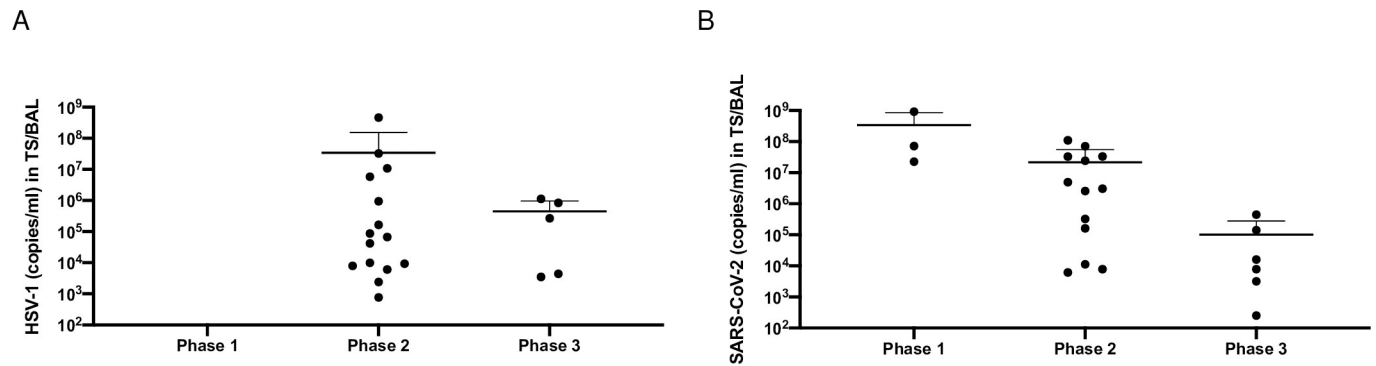 A
HSV-1 (copies/ml) in TS/BAL
10⁹
10⁸
10⁷
10⁶
10⁵
10⁴
10³
10²
Phase 1 Phase 2 Phase 3
B
SARS-CoV-2 (copies/ml) in TS/BAL
10⁹
10⁸
10⁷
10⁶
10⁵
10⁴
10³
10²
Phase 1 Phase 2 Phase 3